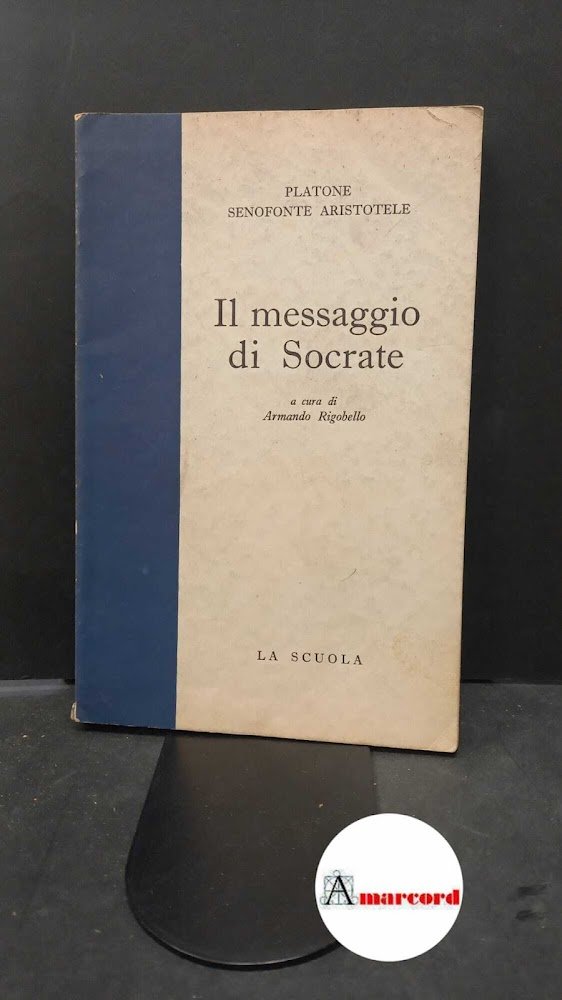 PLATONE
SENOFONTE ARISTOTELE
Il messaggio
di Socrate
a cura di
Armando Rigobello
LA SCUOLA
Amarcord